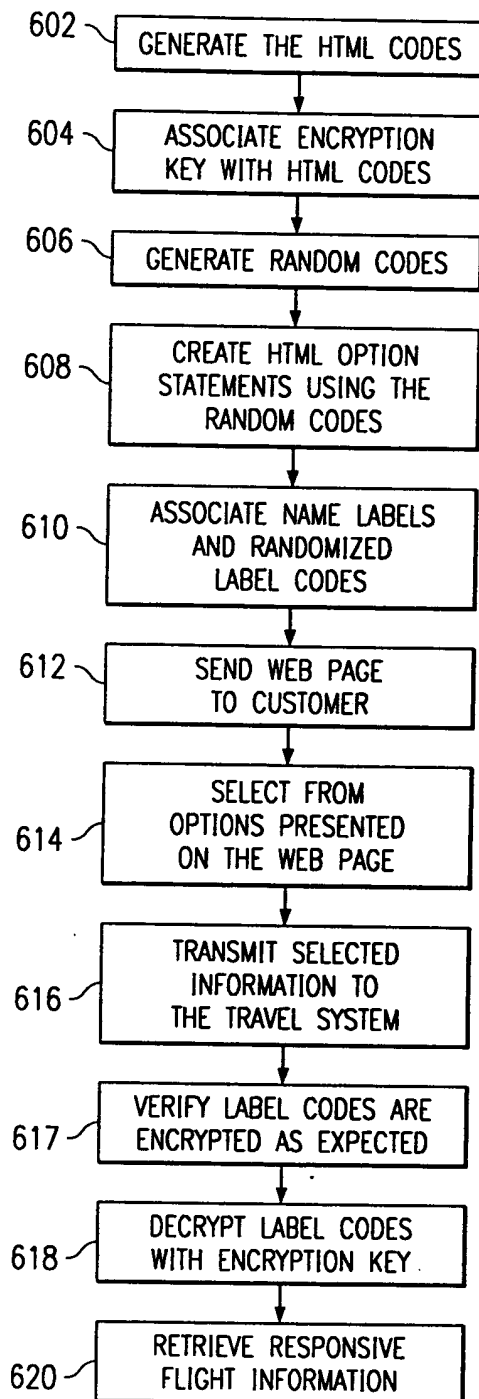 602
GENERATE THE HTML CODES
604
ASSOCIATE ENCRYPTION
KEY WITH HTML CODES
606
GENERATE RANDOM CODES
608
CREATE HTML OPTION
STATEMENTS USING THE
RANDOM CODES
610
ASSOCIATE NAME LABELS
AND RANDOMIZED
LABEL CODES
612
SEND WEB PAGE
TO CUSTOMER
614
SELECT FROM
OPTIONS PRESENTED
ON THE WEB PAGE
616
TRANSMIT SELECTED
INFORMATION TO
THE TRAVEL SYSTEM
617
VERIFY LABEL CODES ARE
ENCRYPTED AS EXPECTED
618
DECRYPT LABEL CODES
WITH ENCRYPTION KEY
620
RETRIEVE RESPONSIVE
FLIGHT INFORMATION